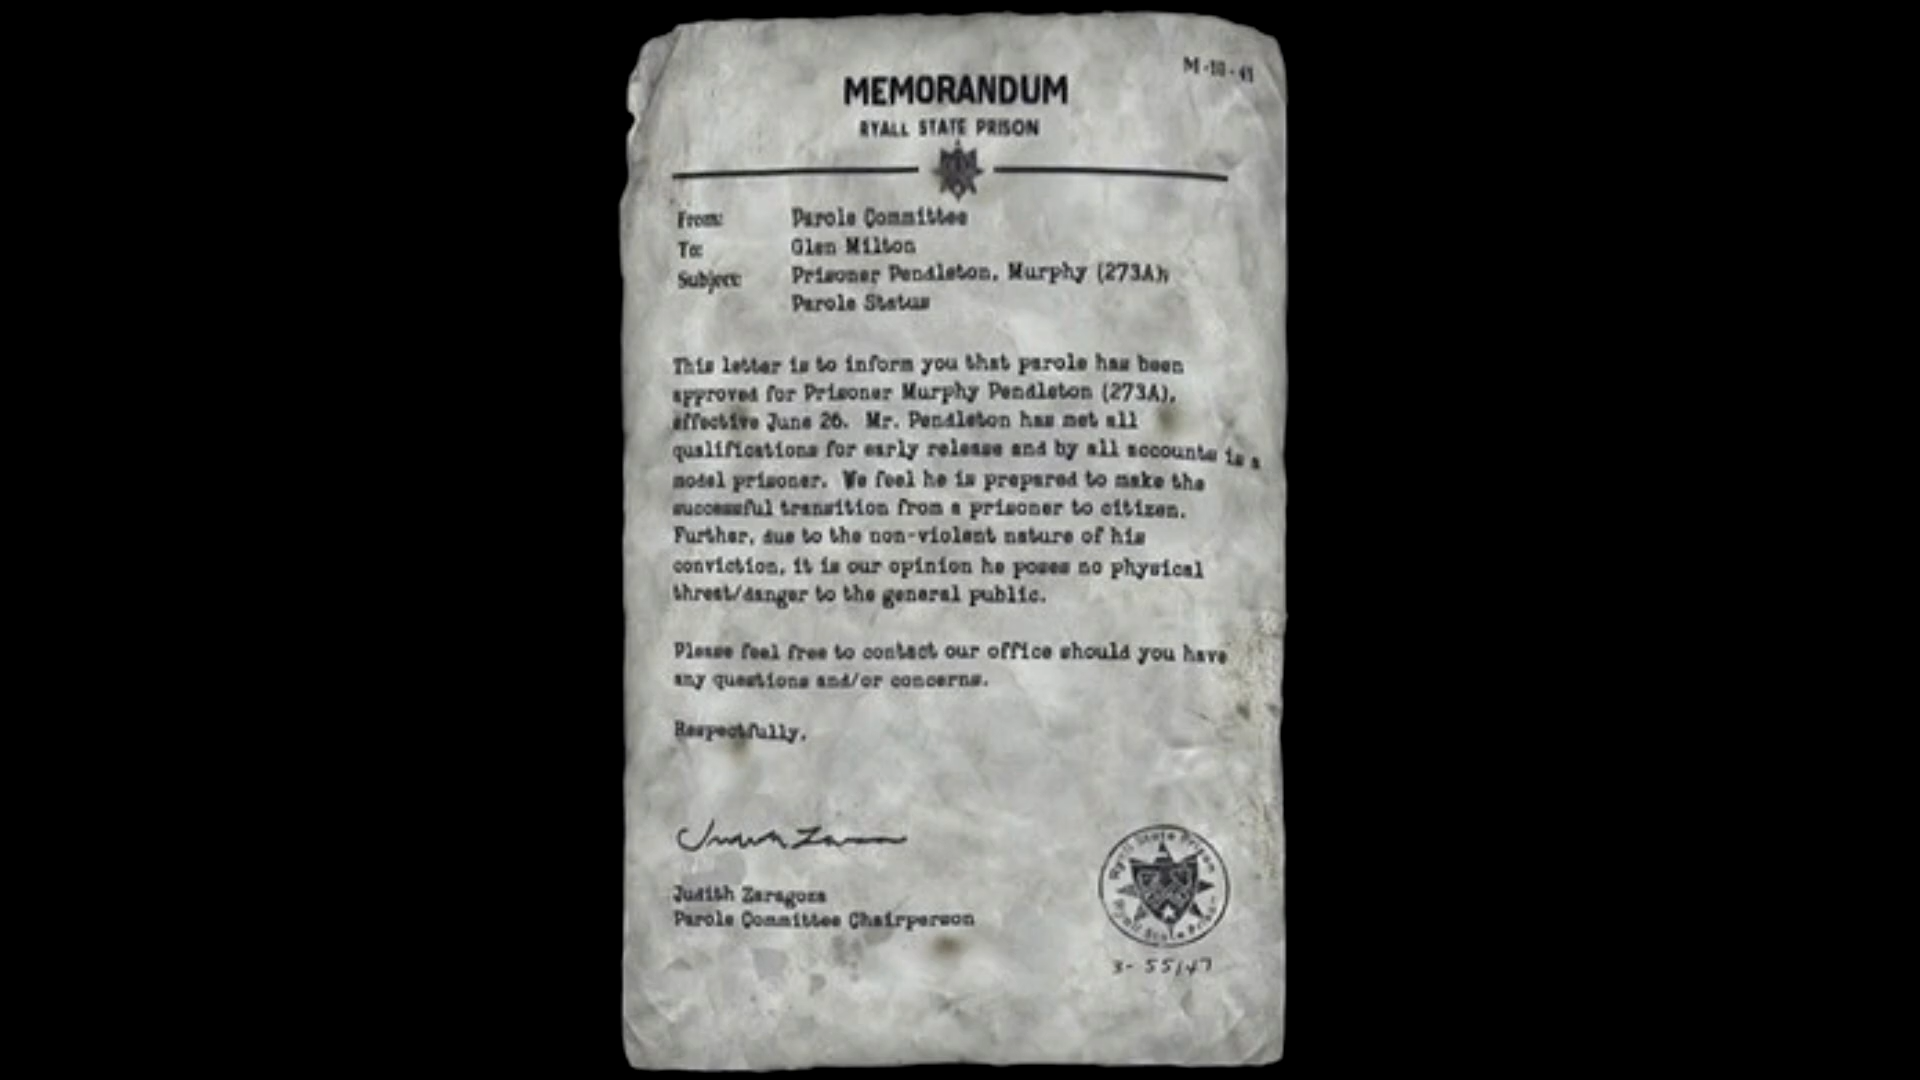 M-10-41
MEMORANDUM
RYALL STATE PRISON
From: Parole Committee
To: Glen Milton
Subject: Prisoner Pendleton, Murphy (273A);
Parole Status
This letter is to inform you that parole has been
approved for Prisoner Murphy Pendleton (273A),
effective June 26. Mr. Pendleton has met all
qualifications for early release and by all accounts is a
model prisoner. We feel he is prepared to make the
successful transition from a prisoner to citizen.
Further, due to the non-violent nature of his
conviction, it is our opinion he poses no physical
threat/danger to the general public.
Please feel free to contact our office should you have
any questions and/or concerns.
Respectfully,
Judith Zaragoza
Parole Committee Chairperson
Ryall State Prison
Ryall State Prison
3-55147